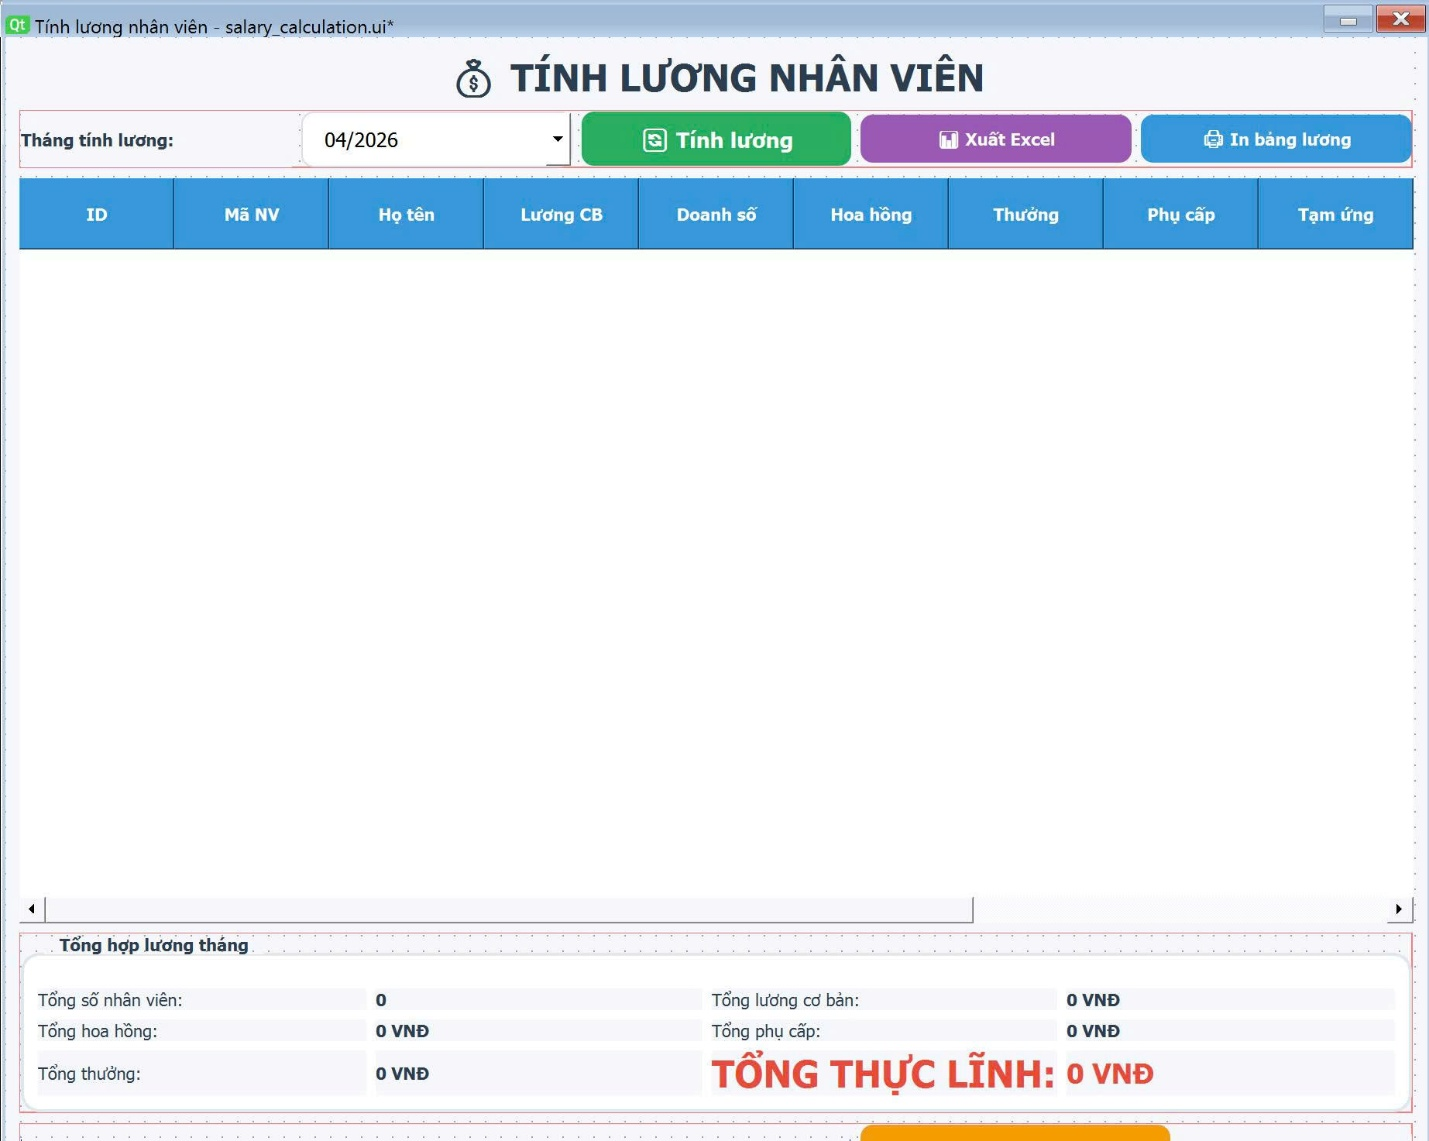 Qt Tính lương nhân viên - salary_calculation.ui*
TÍNH LƯƠNG NHÂN VIÊN
Tháng tính lương: 04/2026 Tính lương Xuất Excel In bảng lương
ID Mã NV Họ tên Lương CB Doanh số Hoa hồng Thưởng Phụ cấp Tạm ứng
Tổng hợp lương tháng
Tổng số nhân viên: 0 Tổng lương cơ bản: 0 VNĐ
Tổng hoa hồng: 0 VNĐ Tổng phụ cấp: 0 VNĐ
Tổng thưởng: 0 VNĐ TỔNG THỰC LĨNH: 0 VNĐ